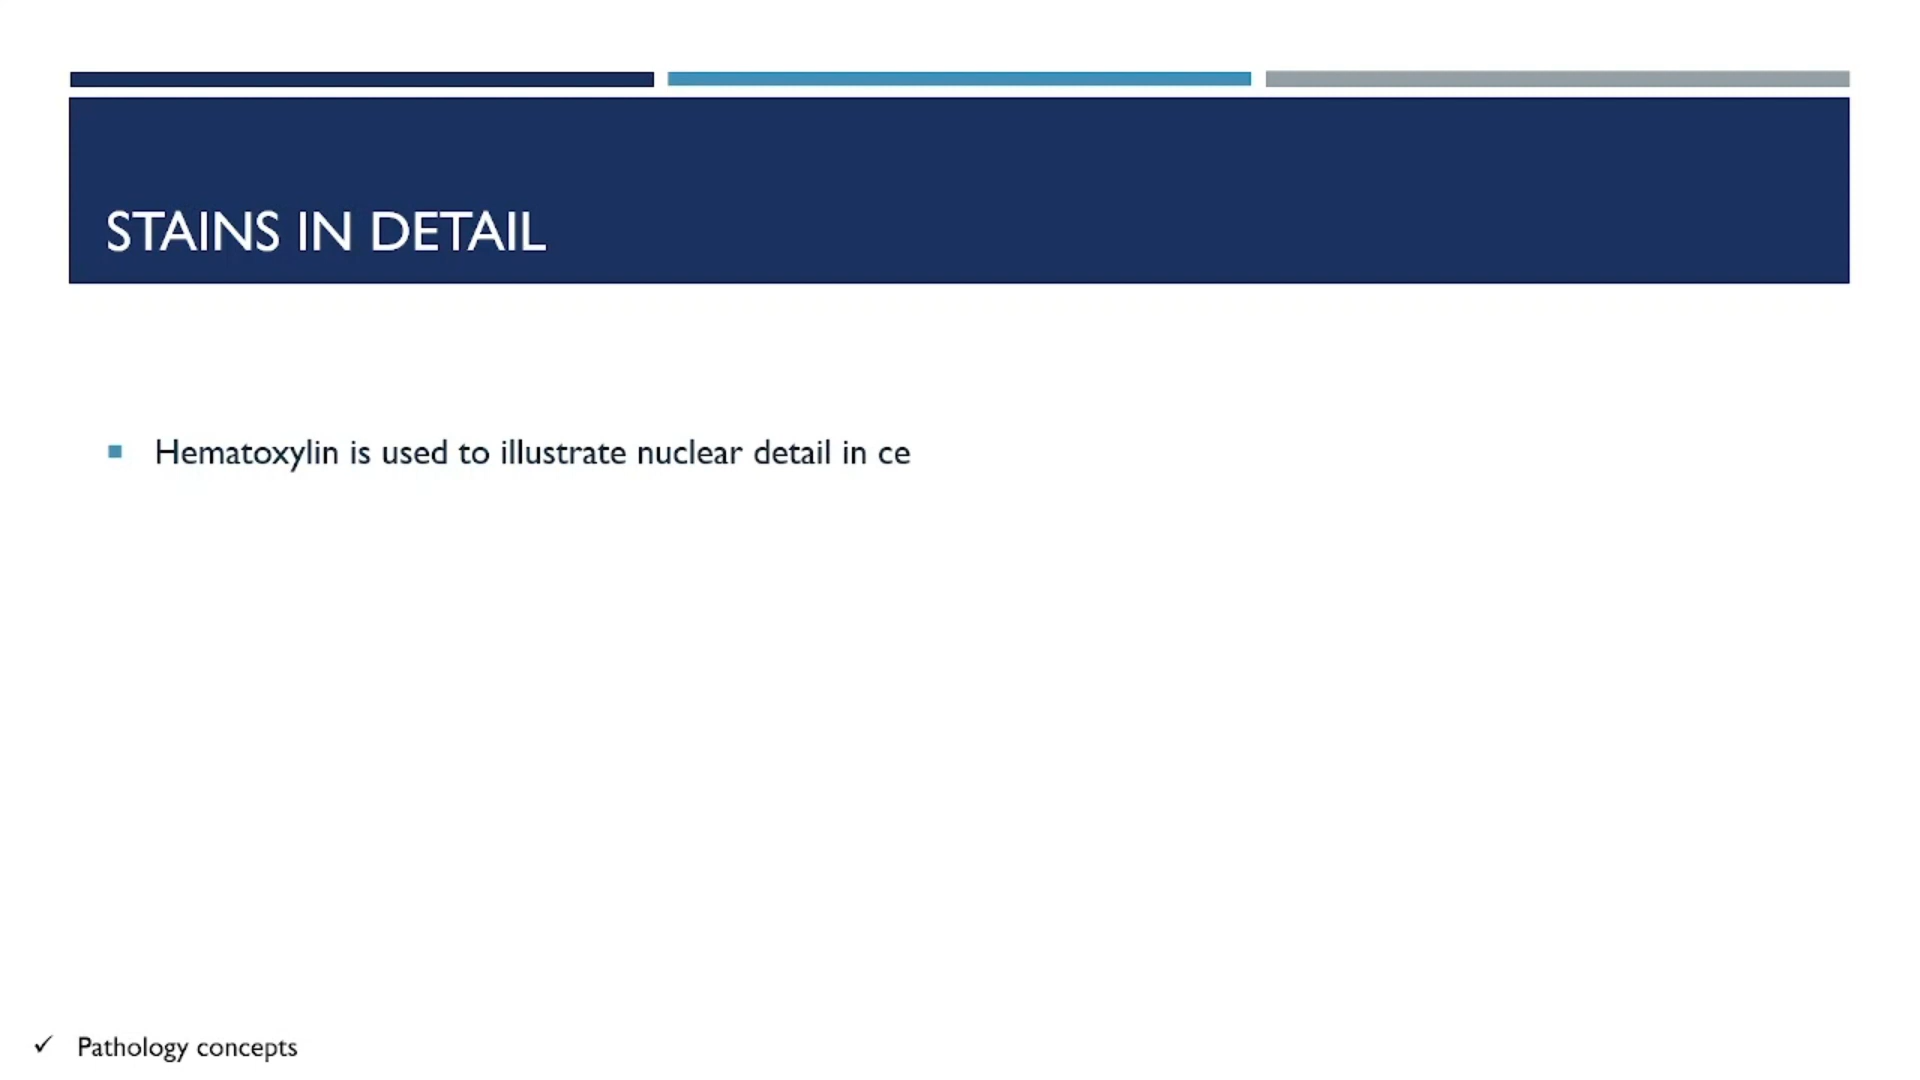 STAINS IN DETAIL
Hematoxylin is used to illustrate nuclear detail in ce
Pathology concepts